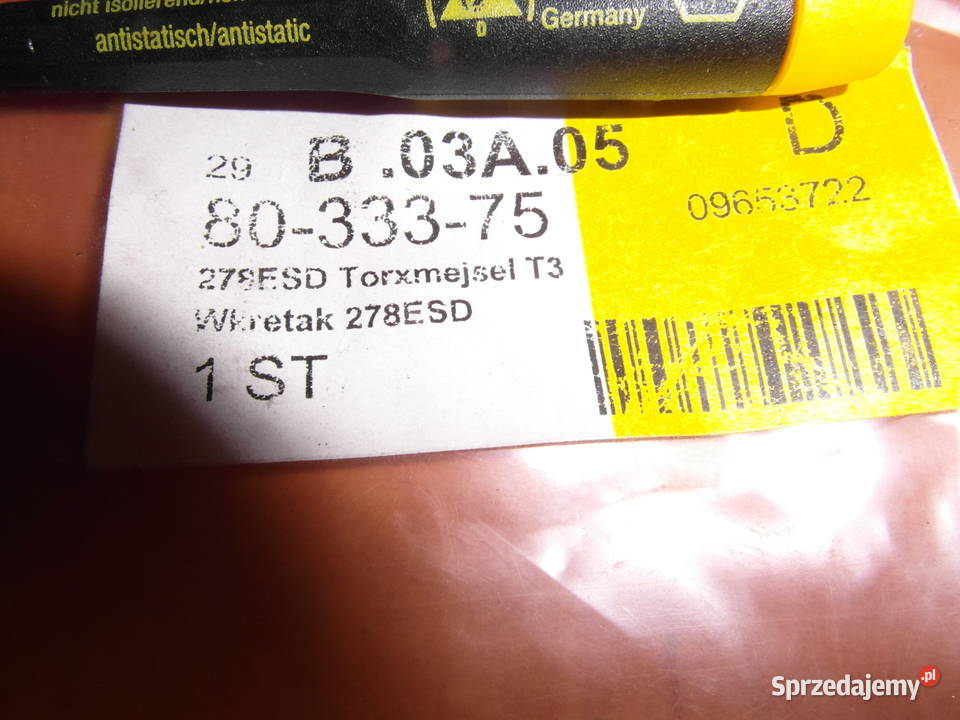 nicht isolierend/
antistatisch/antistatic
D
Germany
29 B .03A.05
D
80-333-75
09653722
278ESD Torxmejsel T3
Wkretak 278ESD
1 ST
Sprzedajemy.pl